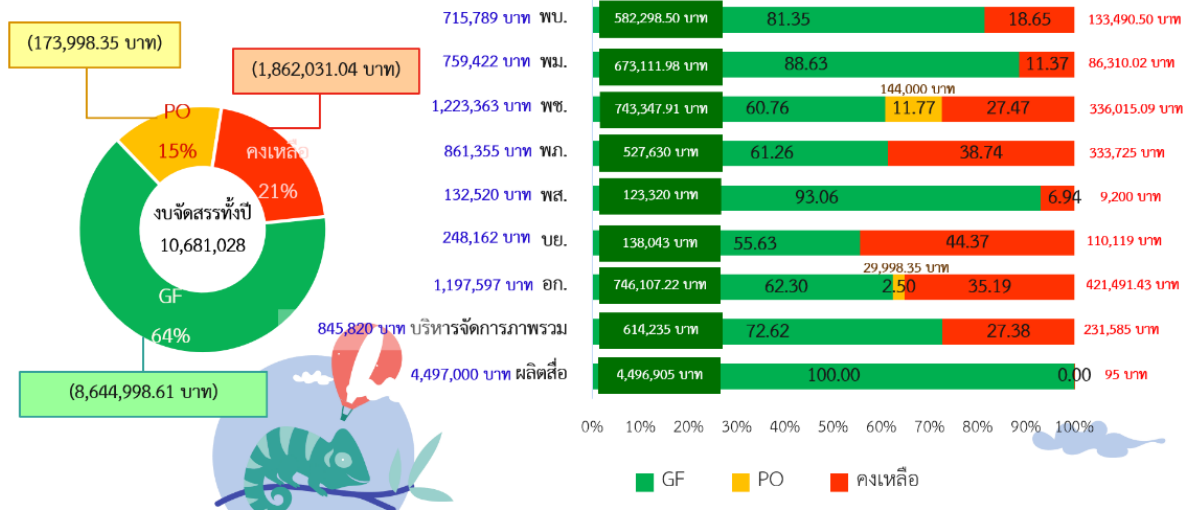 (173,998.35 บาท)
(1,862,031.04 บาท)
PO
15%
คงเหลือ
21%
งบจัดสรรทั้งปี
10,681,028
GF
64%
(8,644,998.61 บาท)
715,789 บาท พบ. 582,298.50 บาท 81.35 18.65 133,490.50 บาท
759,422 บาท พม. 673,111.98 บาท 88.63 11.37 86,310.02 บาท
144,000 บาท
1,223,363 บาท พช. 743,347.91 บาท 60.76 11.77 27.47 336,015.09 บาท
861,355 บาท พภ. 527,630 บาท 61.26 38.74 333,725 บาท
132,520 บาท พส. 123,320 บาท 93.06 6.94 9,200 บาท
248,162 บาท บย. 138,043 บาท 55.63 44.37 110,119 บาท
29,998.35 บาท
1,197,597 บาท อก. 746,107.22 บาท 62.30 2.50 35.19 421,491.43 บาท
845,820 บาท บริหารจัดการภาพรวม 614,235 บาท 72.62 27.38 231,585 บาท
4,497,000 บาท ผลิตสื่อ 4,496,905 บาท 100.00 0.00 95 บาท
0% 10% 20% 30% 40% 50% 60% 70% 80% 90% 100%
GF PO คงเหลือ